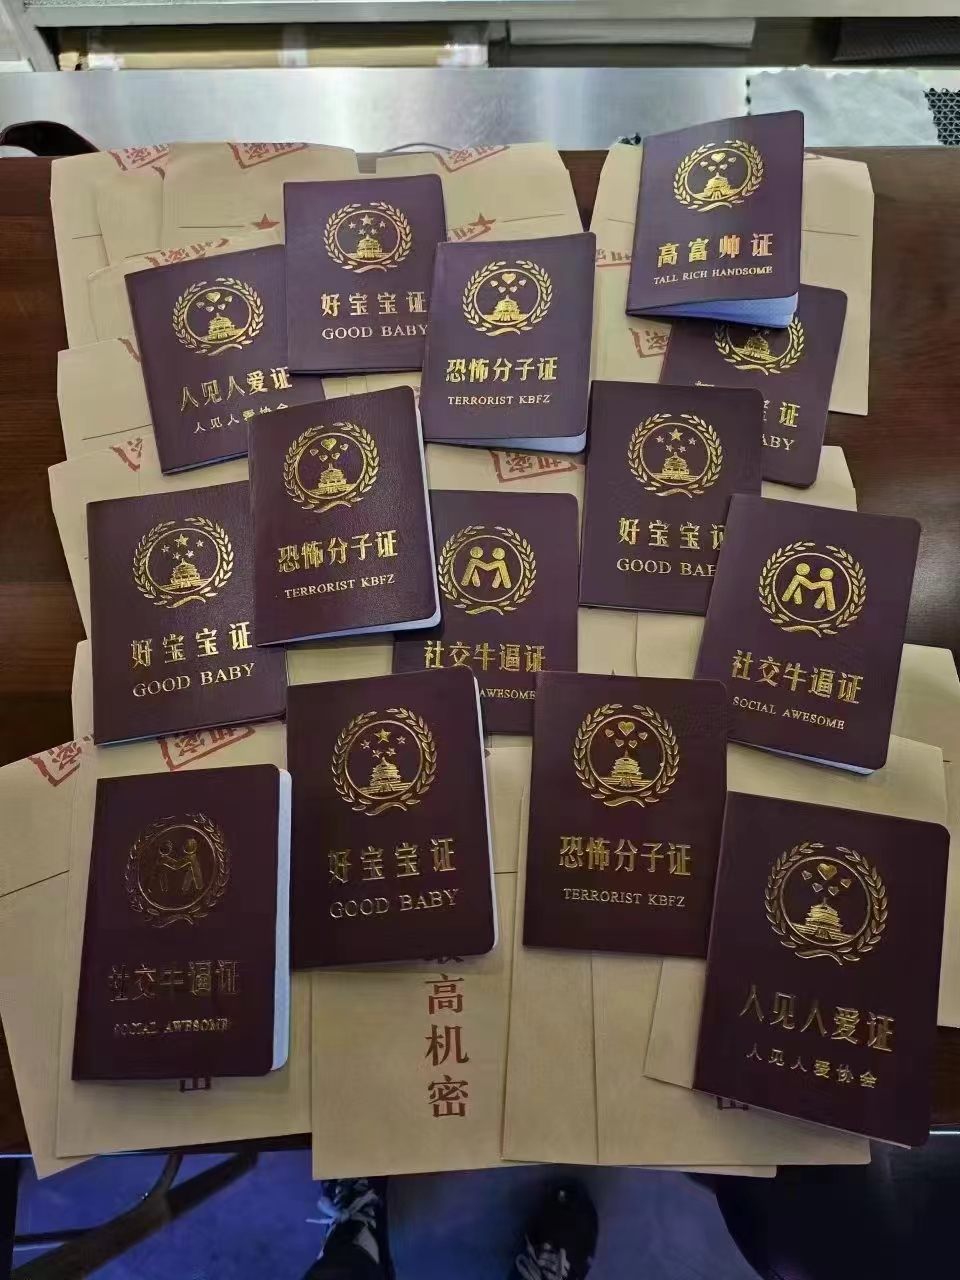 高富帅证
TALL RICH HANDSOME
好宝宝证
GOOD BABY
恐怖分子证
TERRORIST KBFZ
人见人爱证
人见人爱协会
证
BABY
恐怖分子证
TERRORIST KBFZ
好宝宝证
GOOD BABY
好宝宝证
GOOD BABY
社交牛逼证
AWESOME
社交牛逼证
SOCIAL AWESOME
好宝宝证
GOOD BABY
恐怖分子证
TERRORIST KBFZ
社交牛逼证
SOCIAL AWESOME
人见人爱证
人见人爱协会
高机密